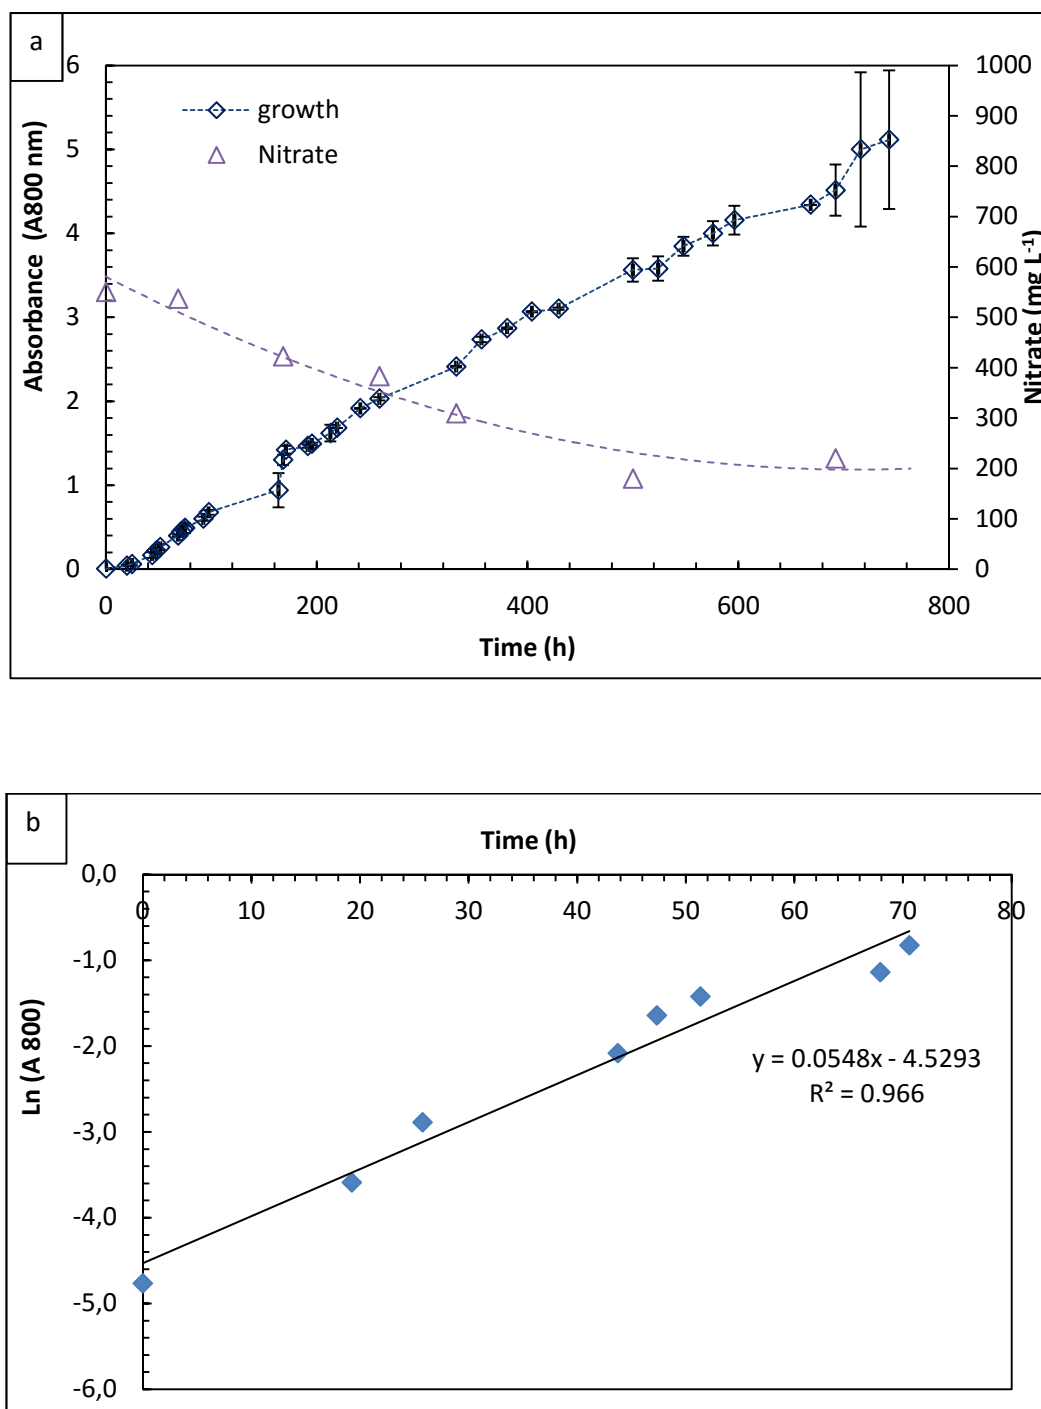 a
6
5
4
3
2
1
0
Absorbance (A800 nm)
growth
Nitrate
1000
900
800
700
600
500
400
300
200
100
0
Nitrate (mg L-1)
0 200 400 600 800
Time (h)
b
Time (h)
0,0
-1,0
-2,0
-3,0
-4,0
-5,0
-6,0
0 10 20 30 40 50 60 70 80
Ln (A 800)
y = 0.0548x - 4.5293
R² = 0.966